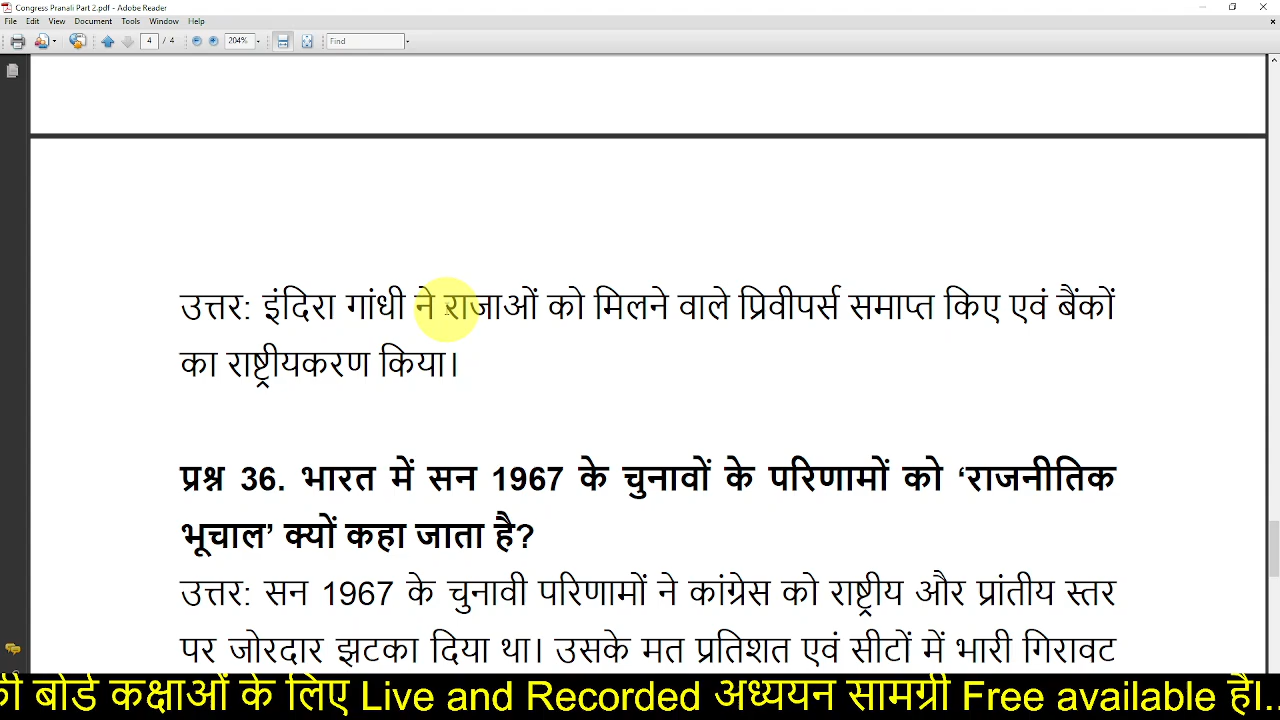 Congress Pranali Part 2.pdf - Adobe Reader
File Edit View Document Tools Window Help
4 / 4 204% Find
उत्तर: इंदिरा गांधी ने राजाओं को मिलने वाले प्रिवीपर्स समाप्त किए एवं बैंकों
का राष्ट्रीयकरण किया।
प्रश्न 36. भारत में सन 1967 के चुनावों के परिणामों को ‘राजनीतिक
भूचाल’ क्यों कहा जाता है?
उत्तर: सन 1967 के चुनावी परिणामों ने कांग्रेस को राष्ट्रीय और प्रांतीय स्तर
पर जोरदार झटका दिया था। उसके मत प्रतिशत एवं सीटों में भारी गिरावट
की बोर्ड कक्षाओं के लिए Live and Recorded अध्ययन सामग्री Free available है।..